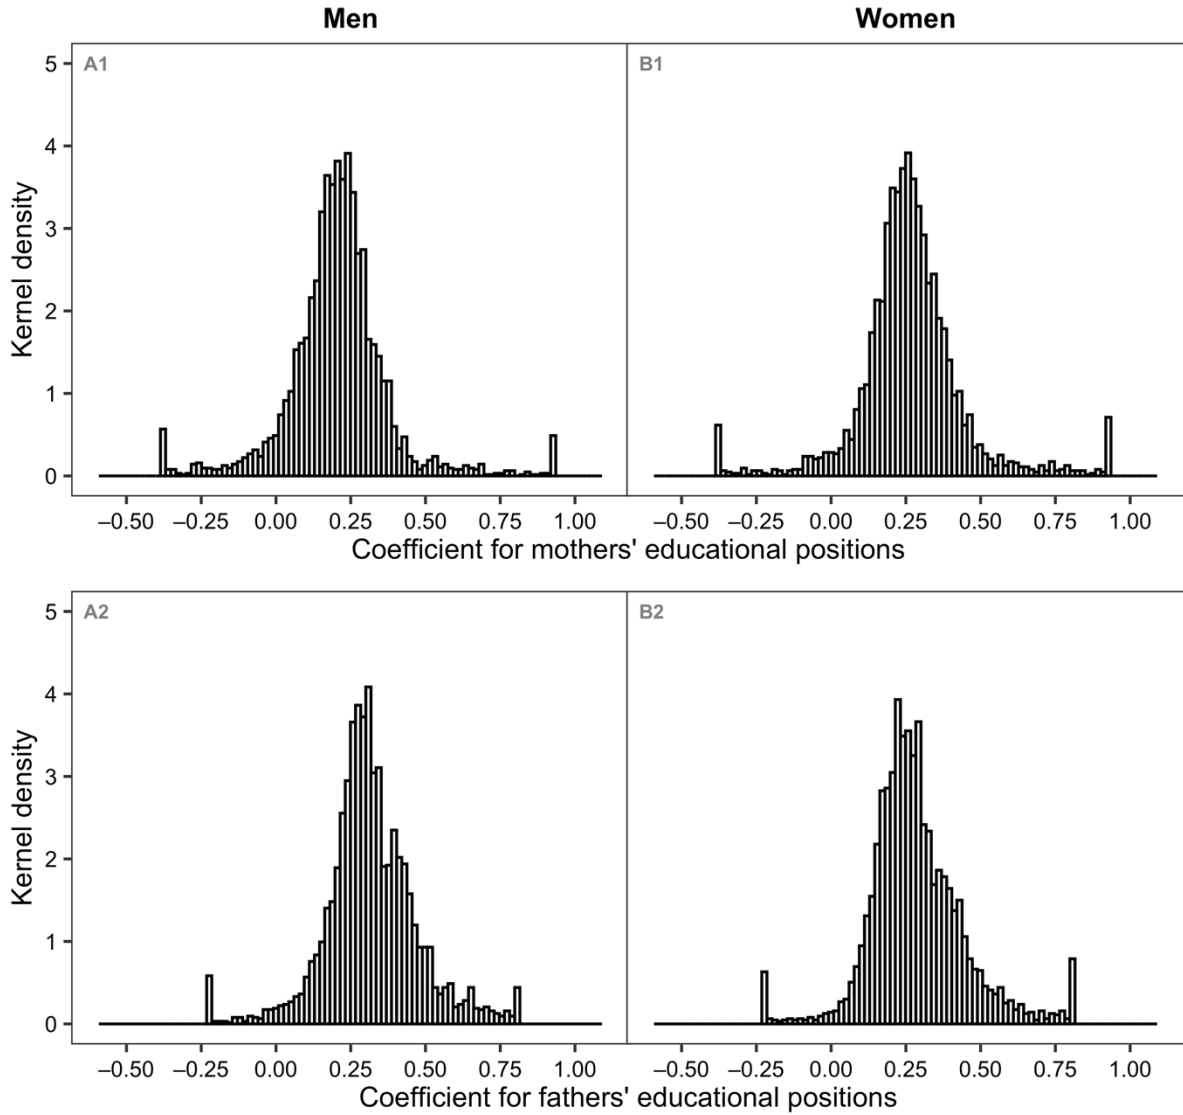 Men Women
A1 B1
5
4
3
2
1
0
Kernel density
–0.50 –0.25 0.00 0.25 0.50 0.75 1.00 –0.50 –0.25 0.00 0.25 0.50 0.75 1.00
Coefficient for mothers' educational positions
A2 B2
5
4
3
2
1
0
Kernel density
–0.50 –0.25 0.00 0.25 0.50 0.75 1.00 –0.50 –0.25 0.00 0.25 0.50 0.75 1.00
Coefficient for fathers' educational positions